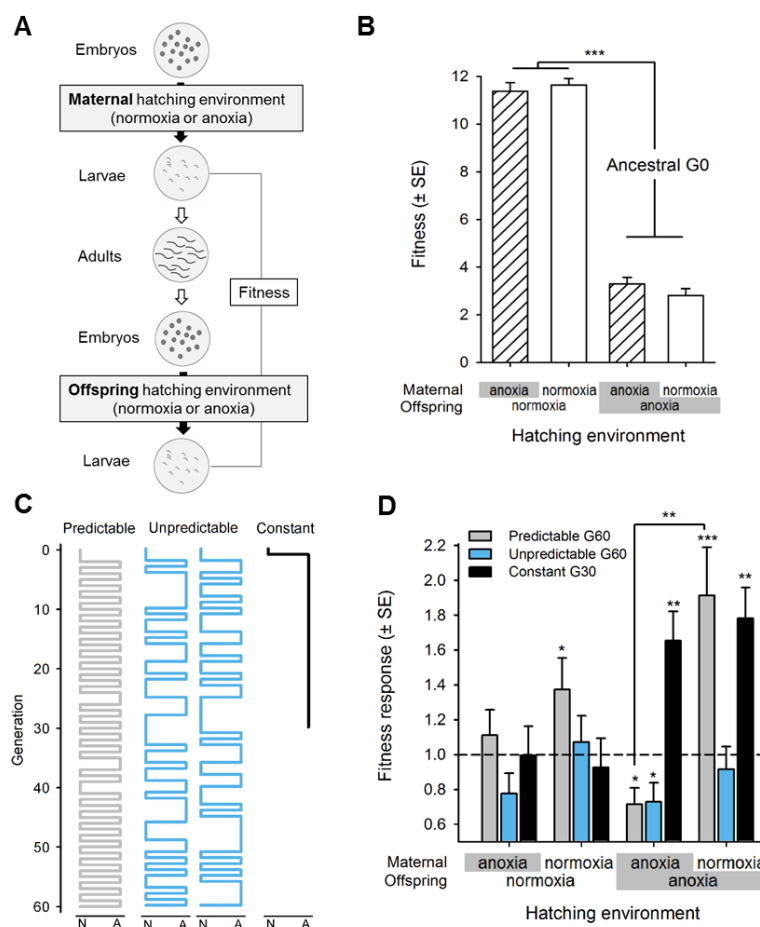 A
Embryos
Maternal hatching environment
(normoxia or anoxia)
Larvae
Adults
Fitness
Embryos
Offspring hatching environment
(normoxia or anoxia)
Larvae
B
***
12
10
8
6
4
2
0
Fitness (± SE)
Ancestral G0
Maternal anoxia normoxia anoxia normoxia
Offspring normoxia anoxia
Hatching environment
C
Predictable Unpredictable Constant
0
10
20
30
40
50
60
Generation
N A N A N A N A
D
**
Predictable G60
Unpredictable G60
Constant G30
***
**
**
*
*
*
2.2
2.0
1.8
1.6
1.4
1.2
1.0
0.8
0.6
Fitness response (± SE)
Maternal anoxia normoxia anoxia normoxia
Offspring normoxia anoxia
Hatching environment